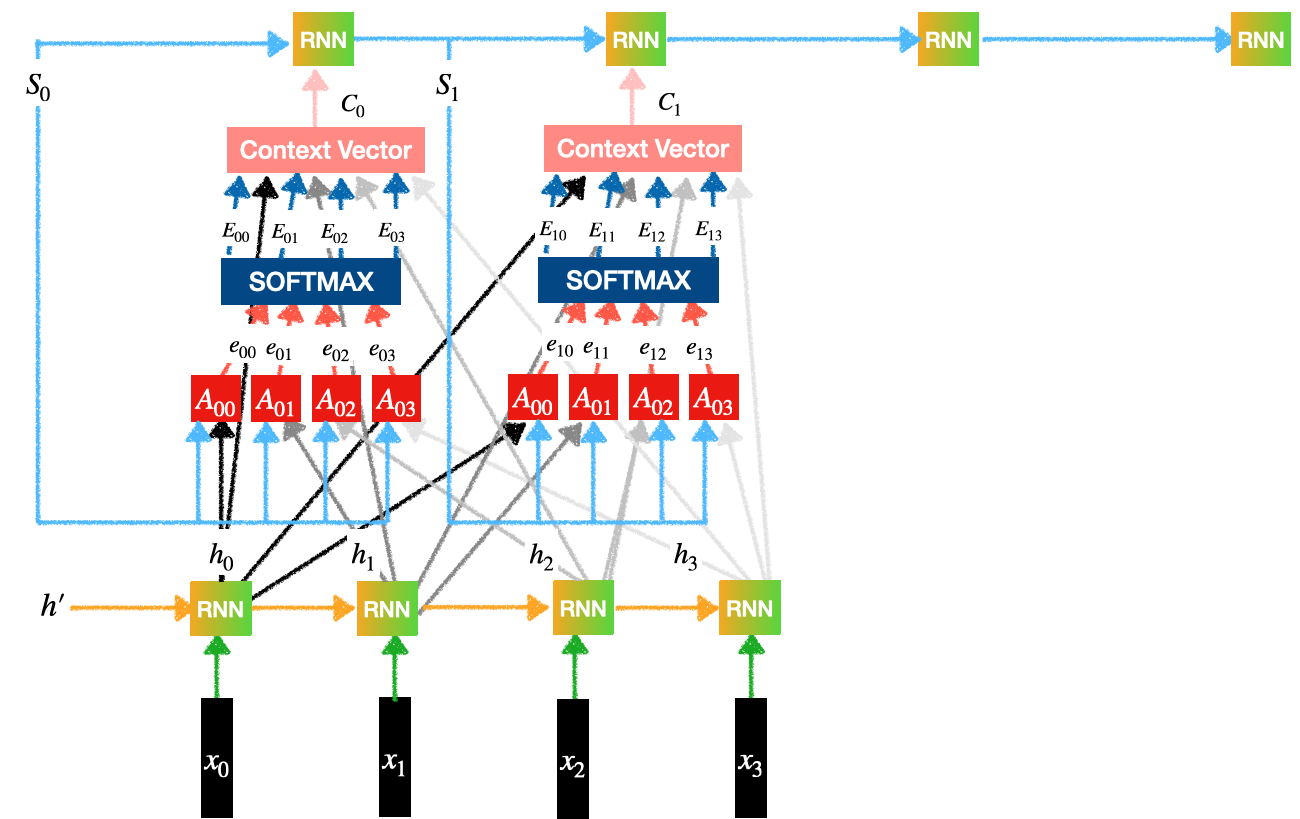 RNN RNN RNN RNN
S₀ S₁
C₀ C₁
Context Vector Context Vector
E₀₀ E₀₁ E₀₂ E₀₃ E₁₀ E₁₁ E₁₂ E₁₃
SOFTMAX SOFTMAX
e₀₀ e₀₁ e₀₂ e₀₃ e₁₀ e₁₁ e₁₂ e₁₃
A₀₀ A₀₁ A₀₂ A₀₃ A₀₀ A₀₁ A₀₂ A₀₃
h₀ h₁ h₂ h₃
h′ RNN RNN RNN RNN
x₀ x₁ x₂ x₃